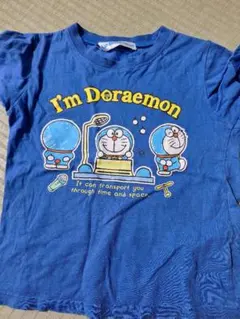 I'm Doraemon
It can transport you
through time and space.